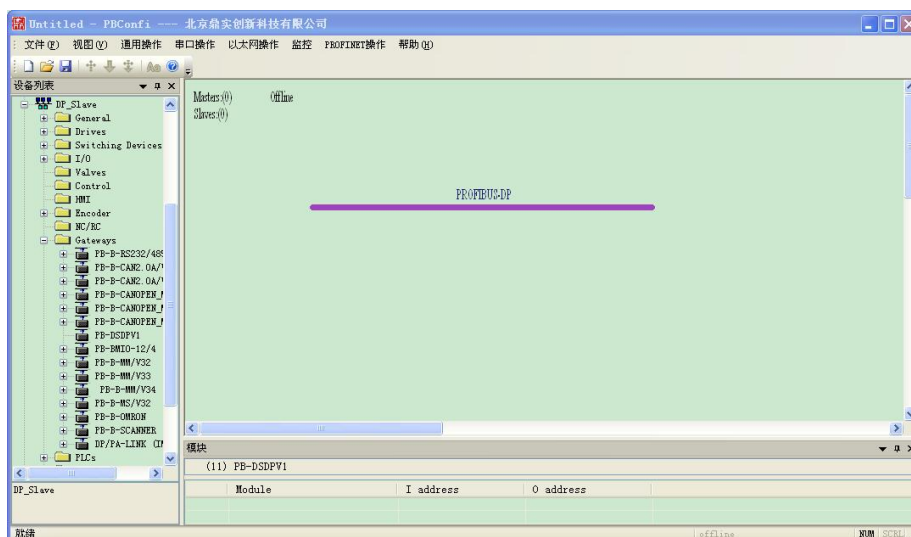 Untitled - PBConfi --- 北京鼎实创新科技有限公司
文件(F) 视图(V) 通用操作 串口操作 以太网操作 监控 PROFINET操作 帮助(H)
设备列表
DP_Slave
General
Drives
Switching Devices
I/O
Valves
Control
HMI
Encoder
NC/RC
Gateways
PB-B-RS232/485
PB-B-CAN2.0A/
PB-B-CAN2.0A/
PB-B-CANOPEN_
PB-B-CANOPEN_
PB-B-CANOPEN_
PB-DSDPV1
PB-BMIO-12/4
PB-B-MM/V32
PB-B-MM/V33
PB-B-MM/V34
PB-B-MS/V32
PB-B-OMRON
PB-B-SCANNER
DP/PA-LINK (I
PLCs
DP_Slave
Masters:(0) Offline
Slaves:(0)
PROFIBUS-DP
模块
(11) PB-DSDPV1
Module I address O address
就绪
offline NUM SCRL